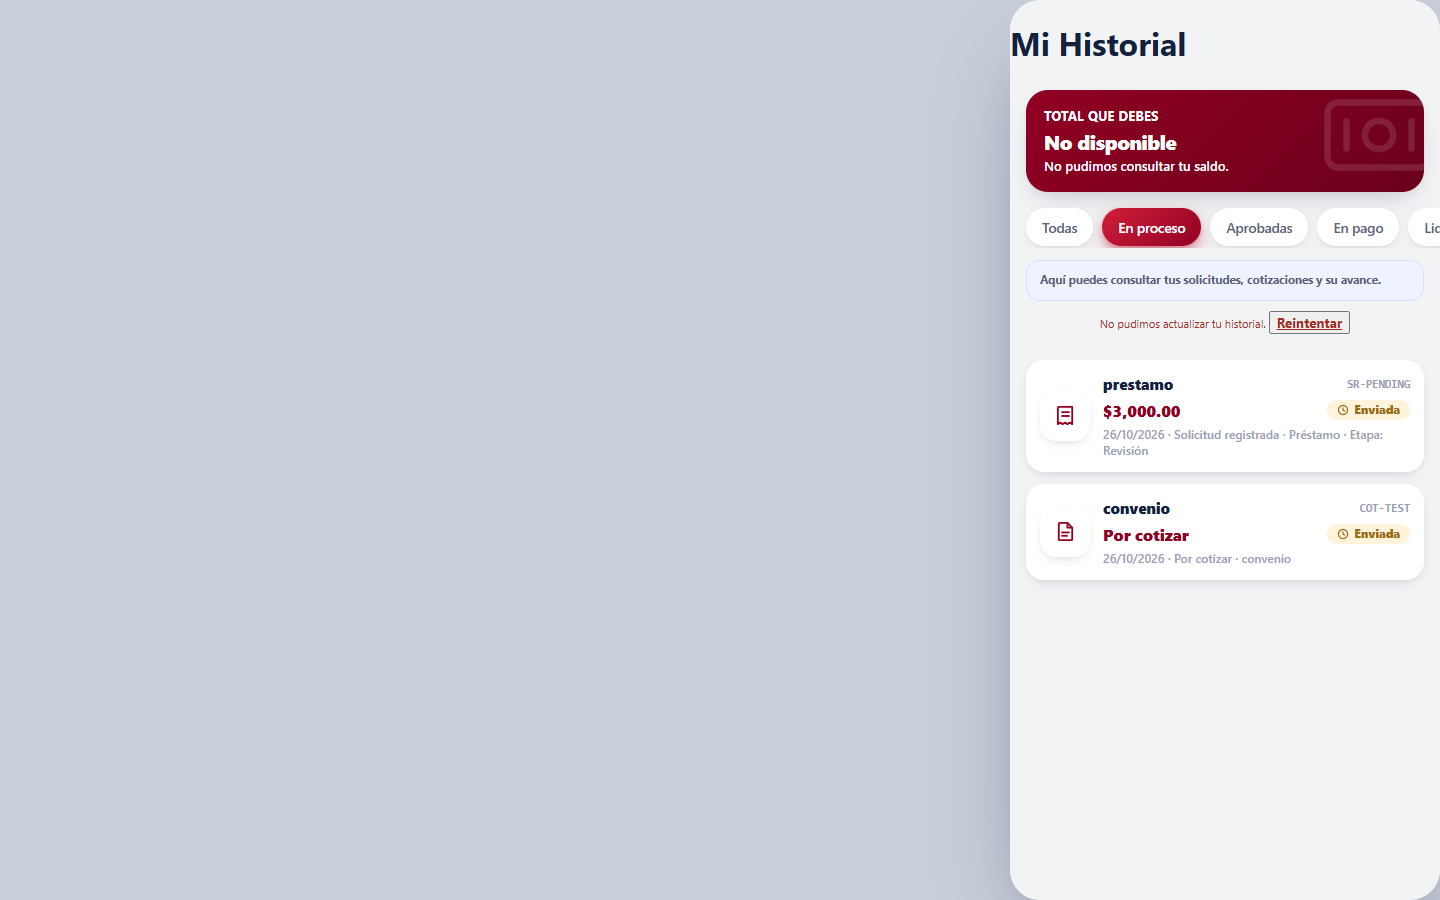 Mi Historial
TOTAL QUE DEBES
No disponible
No pudimos consultar tu saldo.
Todas
En proceso
Aprobadas
En pago
Aquí puedes consultar tus solicitudes, cotizaciones y su avance.
No pudimos actualizar tu historial. Reintentar
prestamo
SR-PENDING
$3,000.00
Enviada
26/10/2026 · Solicitud registrada · Préstamo · Etapa:
Revisión
convenio
COT-TEST
Por cotizar
Enviada
26/10/2026 · Por cotizar · convenio